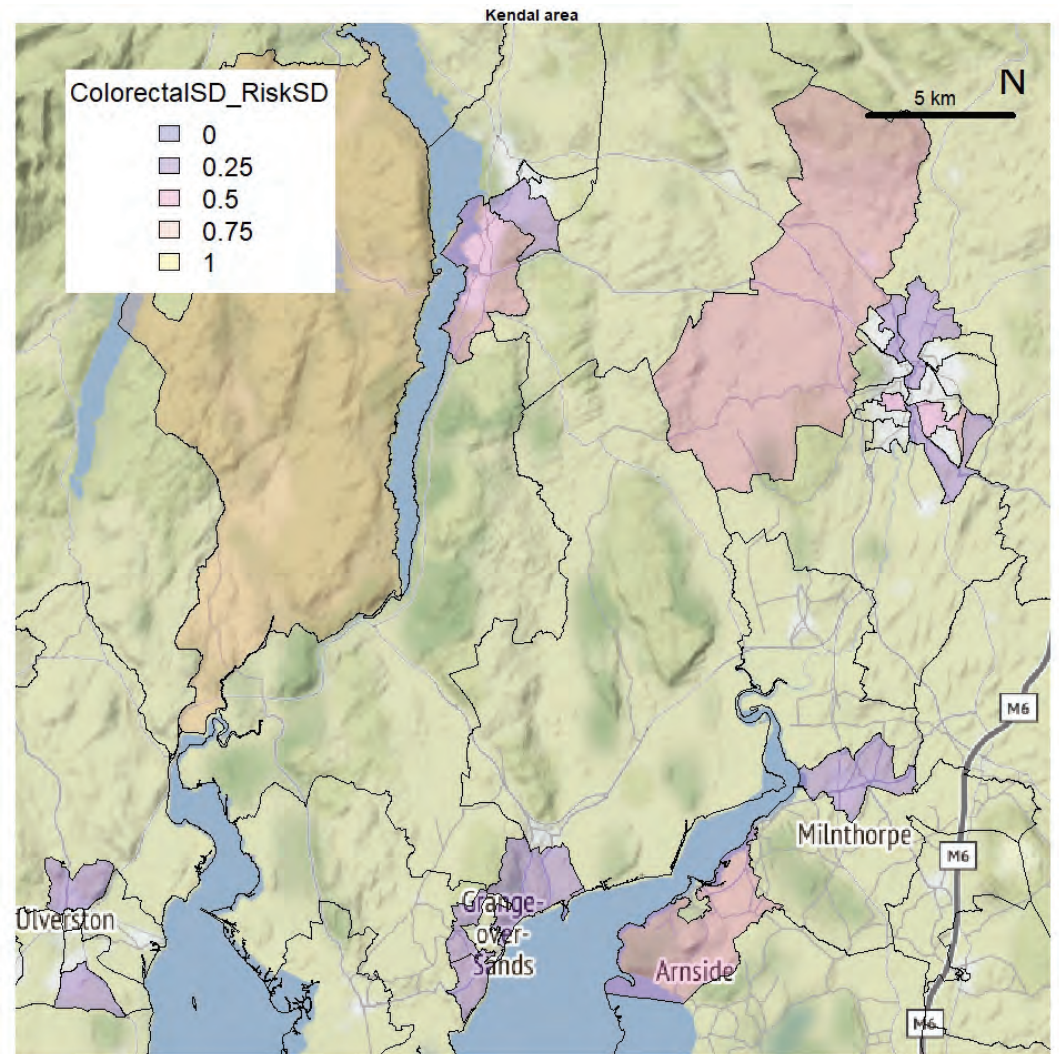 Kendal area
ColorectalSD_RiskSD
0
0.25
0.5
0.75
1
N
5 km
M6
Milnthorpe
M6
Ulverston
Grange-
over-
Sands
Arnside
M6